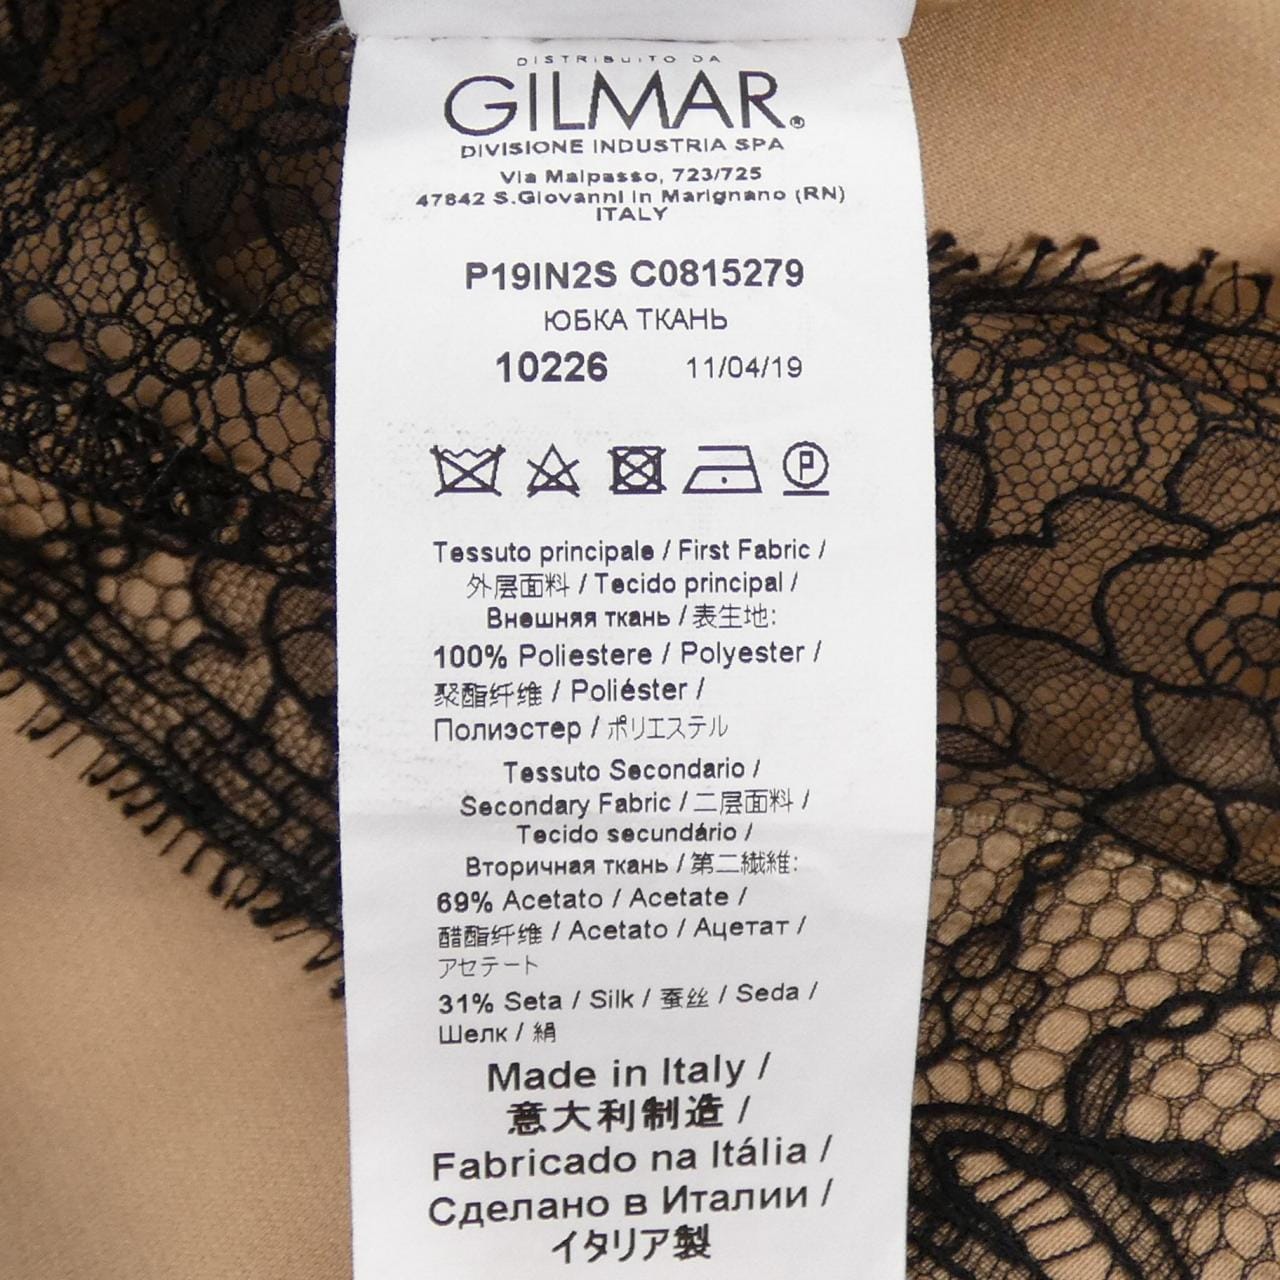 DISTRIBUITO DA
GILMAR®
DIVISIONE INDUSTRIA SPA
Via Malpasso, 723/725
47842 S.Giovanni in Marignano (RN)
ITALY
P19IN2S C0815279
ЮБКА ТКАНЬ
10226 11/04/19
P
Tessuto principale / First Fabric /
外层面料 / Tecido principal /
Внешняя ткань / 表生地:
100% Poliestere / Polyester /
聚酯纤维 / Poliéster /
Полиэстер / ポリエステル
Tessuto Secondario /
Secondary Fabric / 二层面料 /
Tecido secundário /
Вторичная ткань / 第二繊維:
69% Acetato / Acetate /
醋酯纤维 / Acetato / Ацетат /
アセテート
31% Seta / Silk / 蚕丝 / Seda /
Шелк / 絹
Made in Italy /
意大利制造 /
Fabricado na Itália /
Сделано в Италии /
イタリア製